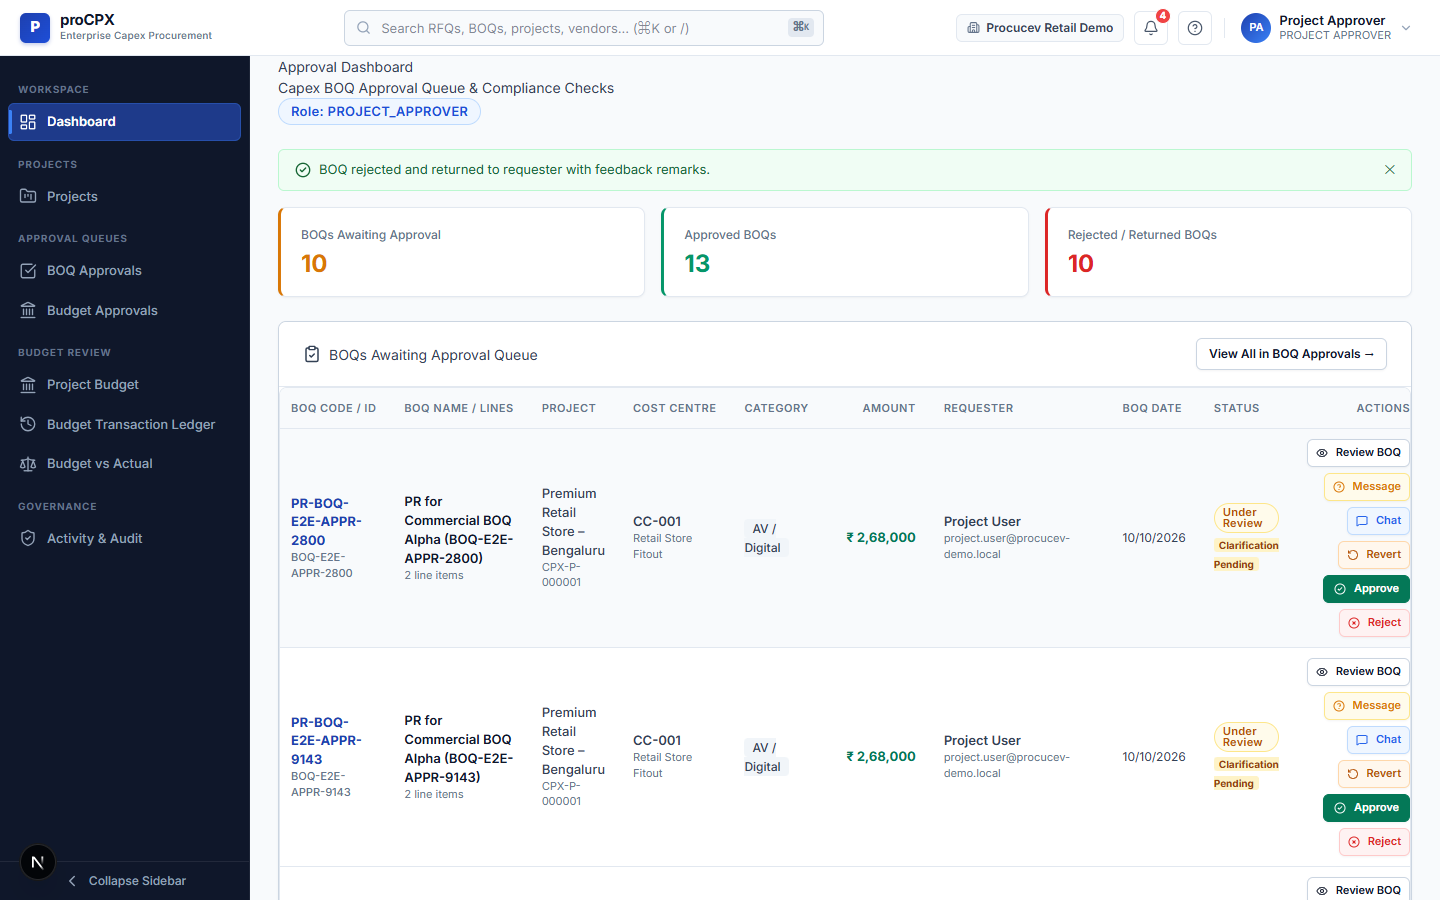 P
proCPX
Enterprise Capex Procurement
Search RFQs, BOQs, projects, vendors... (⌘K or /)
⌘K
Procucev Retail Demo
4
PA
Project Approver
PROJECT APPROVER
WORKSPACE
Dashboard
PROJECTS
Projects
APPROVAL QUEUES
BOQ Approvals
Budget Approvals
BUDGET REVIEW
Project Budget
Budget Transaction Ledger
Budget vs Actual
GOVERNANCE
Activity & Audit
N
Collapse Sidebar
Approval Dashboard
Capex BOQ Approval Queue & Compliance Checks
Role: PROJECT_APPROVER
BOQ rejected and returned to requester with feedback remarks.
BOQs Awaiting Approval
10
Approved BOQs
13
Rejected / Returned BOQs
10
BOQs Awaiting Approval Queue
View All in BOQ Approvals →
BOQ CODE / ID
BOQ NAME / LINES
PROJECT
COST CENTRE
CATEGORY
AMOUNT
REQUESTER
BOQ DATE
STATUS
ACTIONS
PR-BOQ-
E2E-APPR-
2800
BOQ-E2E-
APPR-2800
PR for
Commercial BOQ
Alpha (BOQ-E2E-
APPR-2800)
2 line items
Premium
Retail
Store –
Bengaluru
CPX-P-
000001
CC-001
Retail Store
Fitout
AV /
Digital
₹ 2,68,000
Project User
project.user@procucev-
demo.local
10/10/2026
Under
Review
Clarification
Pending
Review BOQ
Message
Chat
Revert
Approve
Reject
PR-BOQ-
E2E-APPR-
9143
BOQ-E2E-
APPR-9143
PR for
Commercial BOQ
Alpha (BOQ-E2E-
APPR-9143)
2 line items
Premium
Retail
Store –
Bengaluru
CPX-P-
000001
CC-001
Retail Store
Fitout
AV /
Digital
₹ 2,68,000
Project User
project.user@procucev-
demo.local
10/10/2026
Under
Review
Clarification
Pending
Review BOQ
Message
Chat
Revert
Approve
Reject
Review BOQ